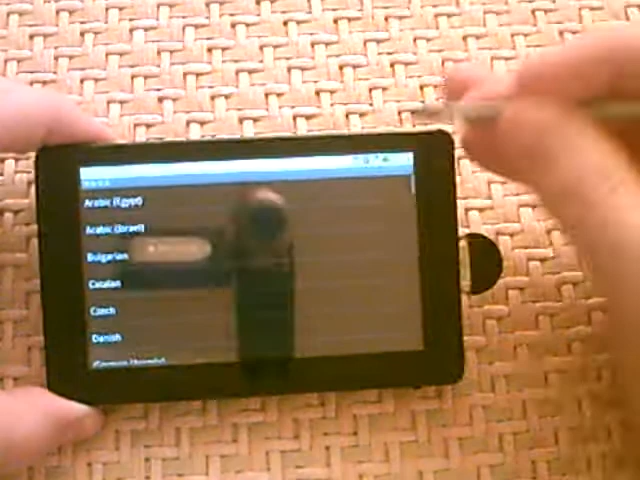 Arabic (Egypt)
Arabic (Israel)
Bulgarian
Catalan
Czech
Danish